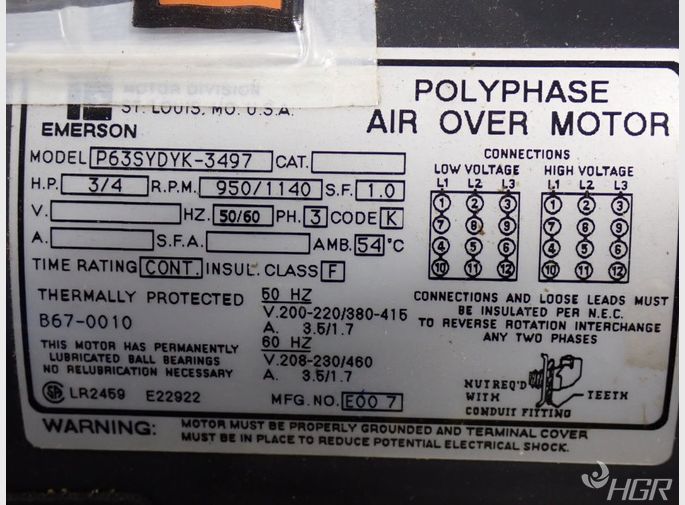 MOTOR DIVISION
ST. LOUIS, MO. U.S.A.
EMERSON
POLYPHASE
AIR OVER MOTOR
MODEL P63SYDYK-3497 CAT.
H.P. 3/4 R.P.M. 950/1140 S.F. 1.0
V. HZ. 50/60 PH. 3 CODE K
A. S.F.A. AMB. 54 °C
TIME RATING CONT. INSUL. CLASS F
THERMALLY PROTECTED
B67-0010
THIS MOTOR HAS PERMANENTLY
LUBRICATED BALL BEARINGS
NO RELUBRICATION NECESSARY
LR2459 E22922
50 HZ
V. 200-220/380-415
A. 3.5/1.7
60 HZ
V. 208-230/460
A. 3.5/1.7
MFG. NO. E00 7
CONNECTIONS
LOW VOLTAGE HIGH VOLTAGE
L1 L2 L3 L1 L2 L3
1 2 3 1 2 3
7 8 9 7 8 9
4 5 6 4 5 6
10 11 12 10 11 12
CONNECTIONS AND LOOSE LEADS MUST
BE INSULATED PER N.E.C.
TO REVERSE ROTATION INTERCHANGE
ANY TWO PHASES
NUT REQ'D
WITH TEETH
CONDUIT FITTING
WARNING: MOTOR MUST BE PROPERLY GROUNDED AND TERMINAL COVER
MUST BE IN PLACE TO REDUCE POTENTIAL ELECTRICAL SHOCK.
HGR